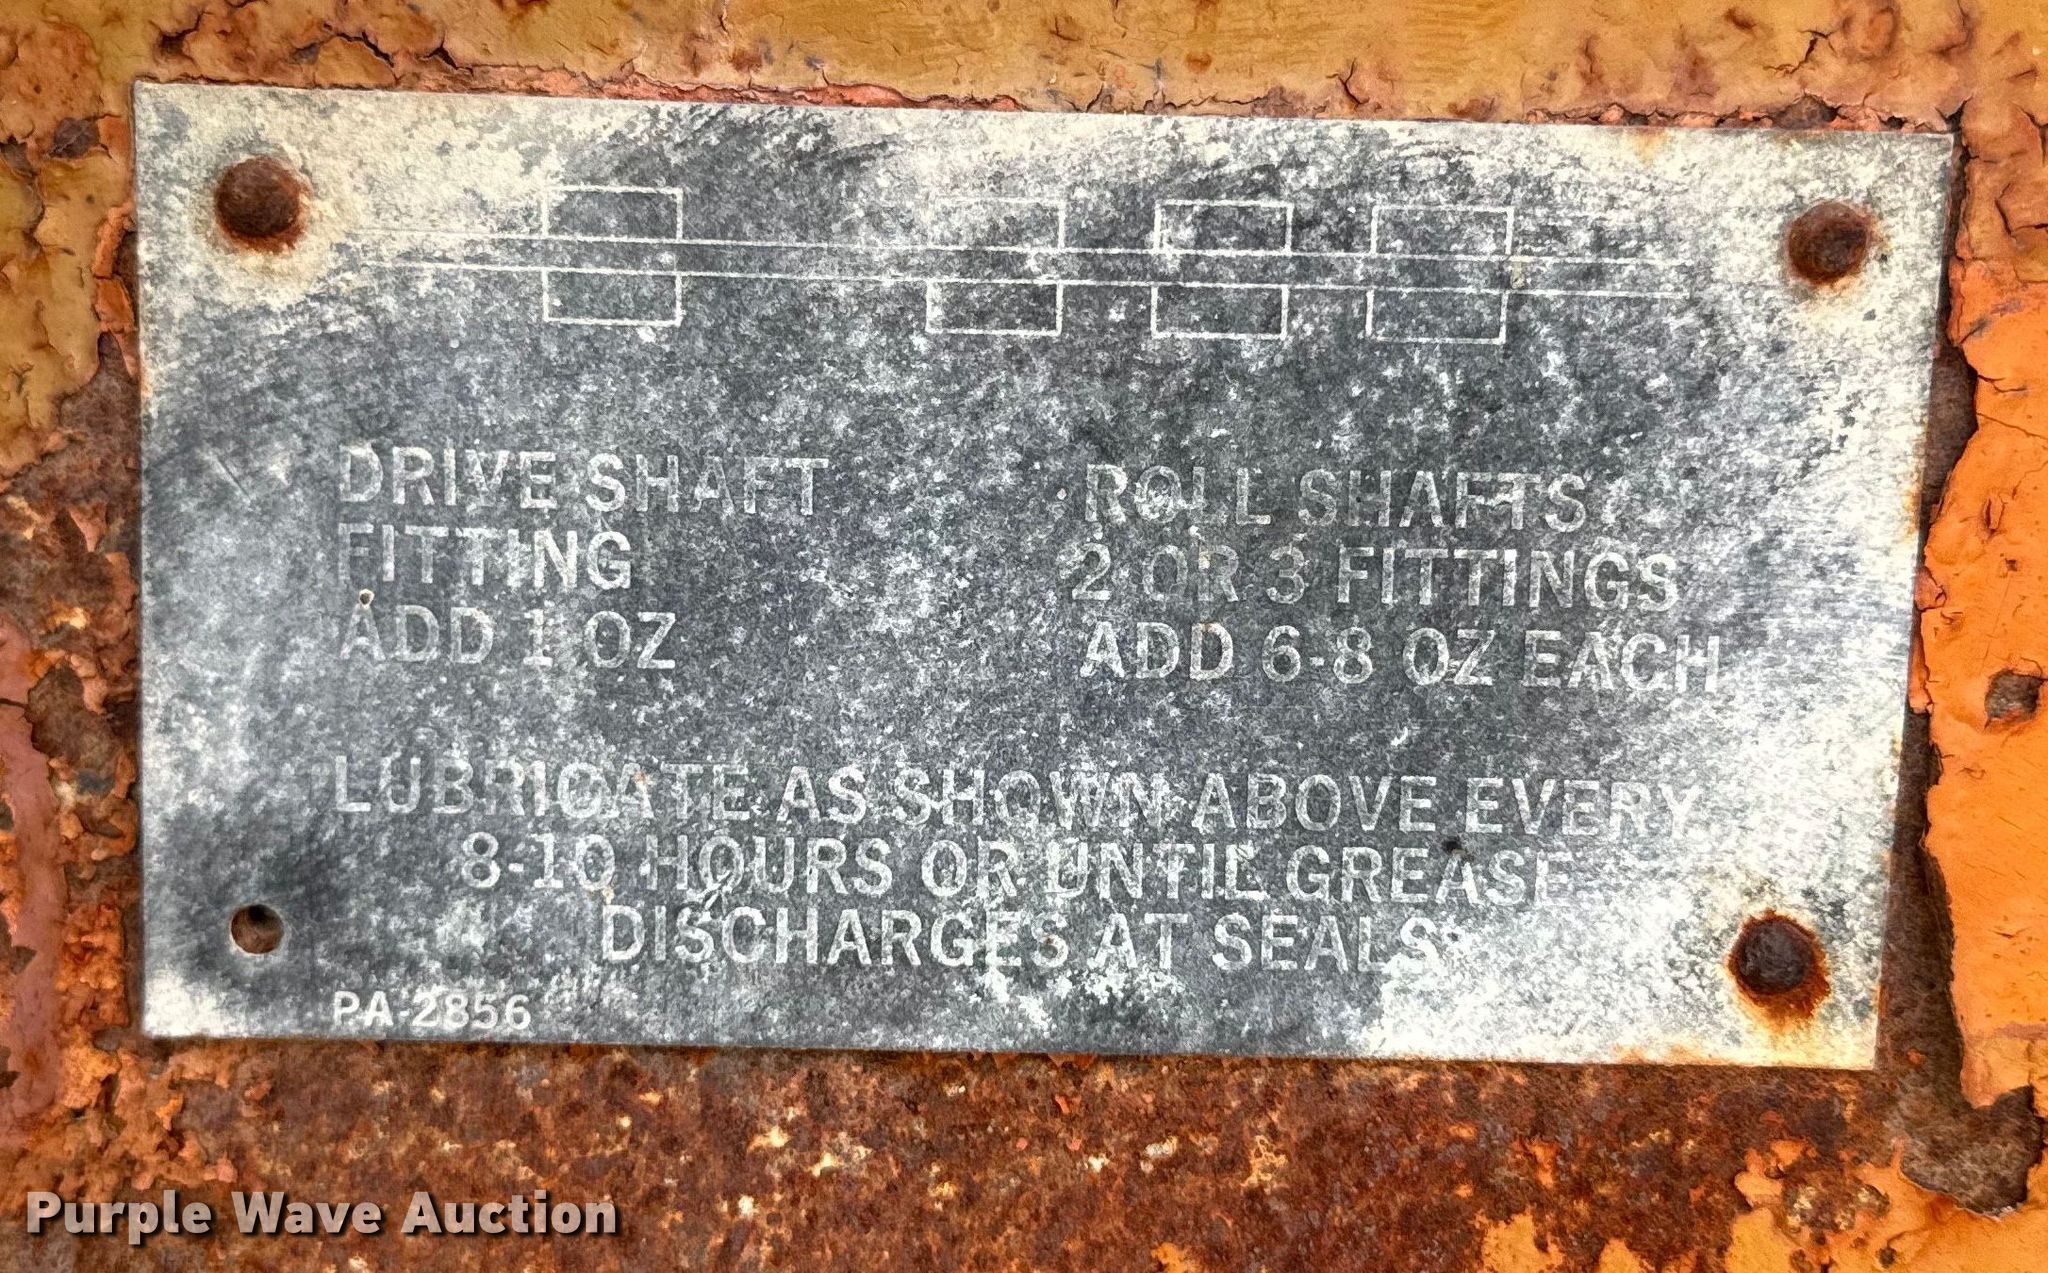 DRIVE SHAFT
FITTING
ADD 1 OZ
ROLL SHAFTS
2 OR 3 FITTINGS
ADD 6-8 OZ EACH
LUBRICATE AS SHOWN ABOVE EVERY
8-10 HOURS OR UNTIL GREASE
DISCHARGES AT SEALS
PA-2856
Purple Wave Auction